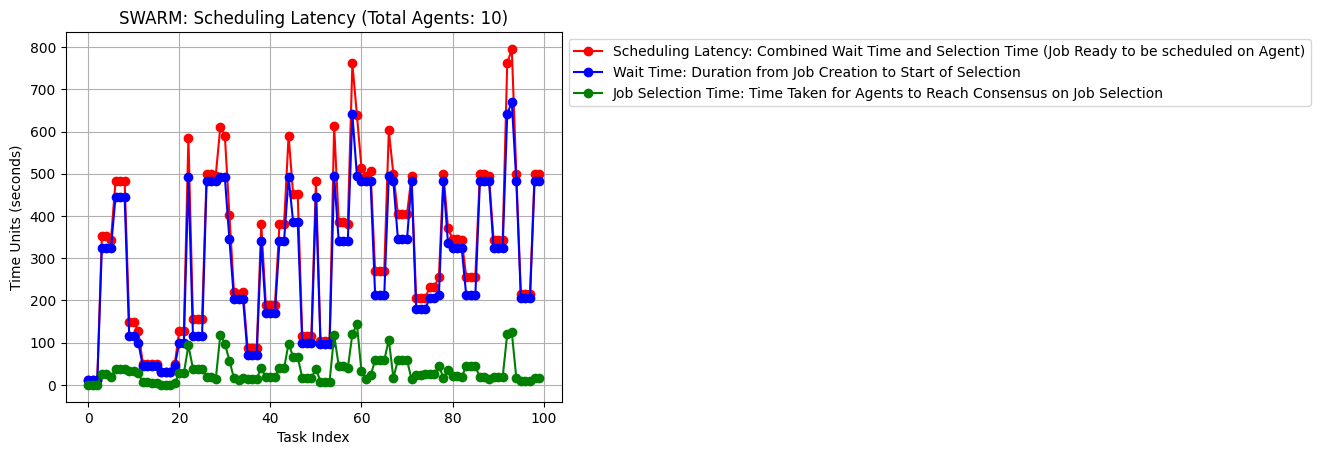 SWARM: Scheduling Latency (Total Agents: 10)
Scheduling Latency: Combined Wait Time and Selection Time (Job Ready to be scheduled on Agent)
Wait Time: Duration from Job Creation to Start of Selection
Job Selection Time: Time Taken for Agents to Reach Consensus on Job Selection
Time Units (seconds)
800
700
600
500
400
300
200
100
0
0 20 40 60 80 100
Task Index